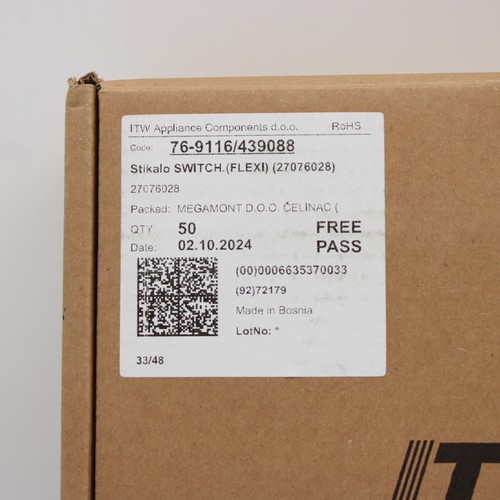 ITW Appliance Components d.o.o. RoHS
Code: 76-9116/439088
Stikalo SWITCH.(FLEXI) (27076028)
27076028
Packed: MEGAMONT D.O.O. ČELINAC (
QTY. 50 FREE
Date: 02.10.2024 PASS
(00)0006635370033
(92)72179
Made in Bosnia
LotNo: *
33/48